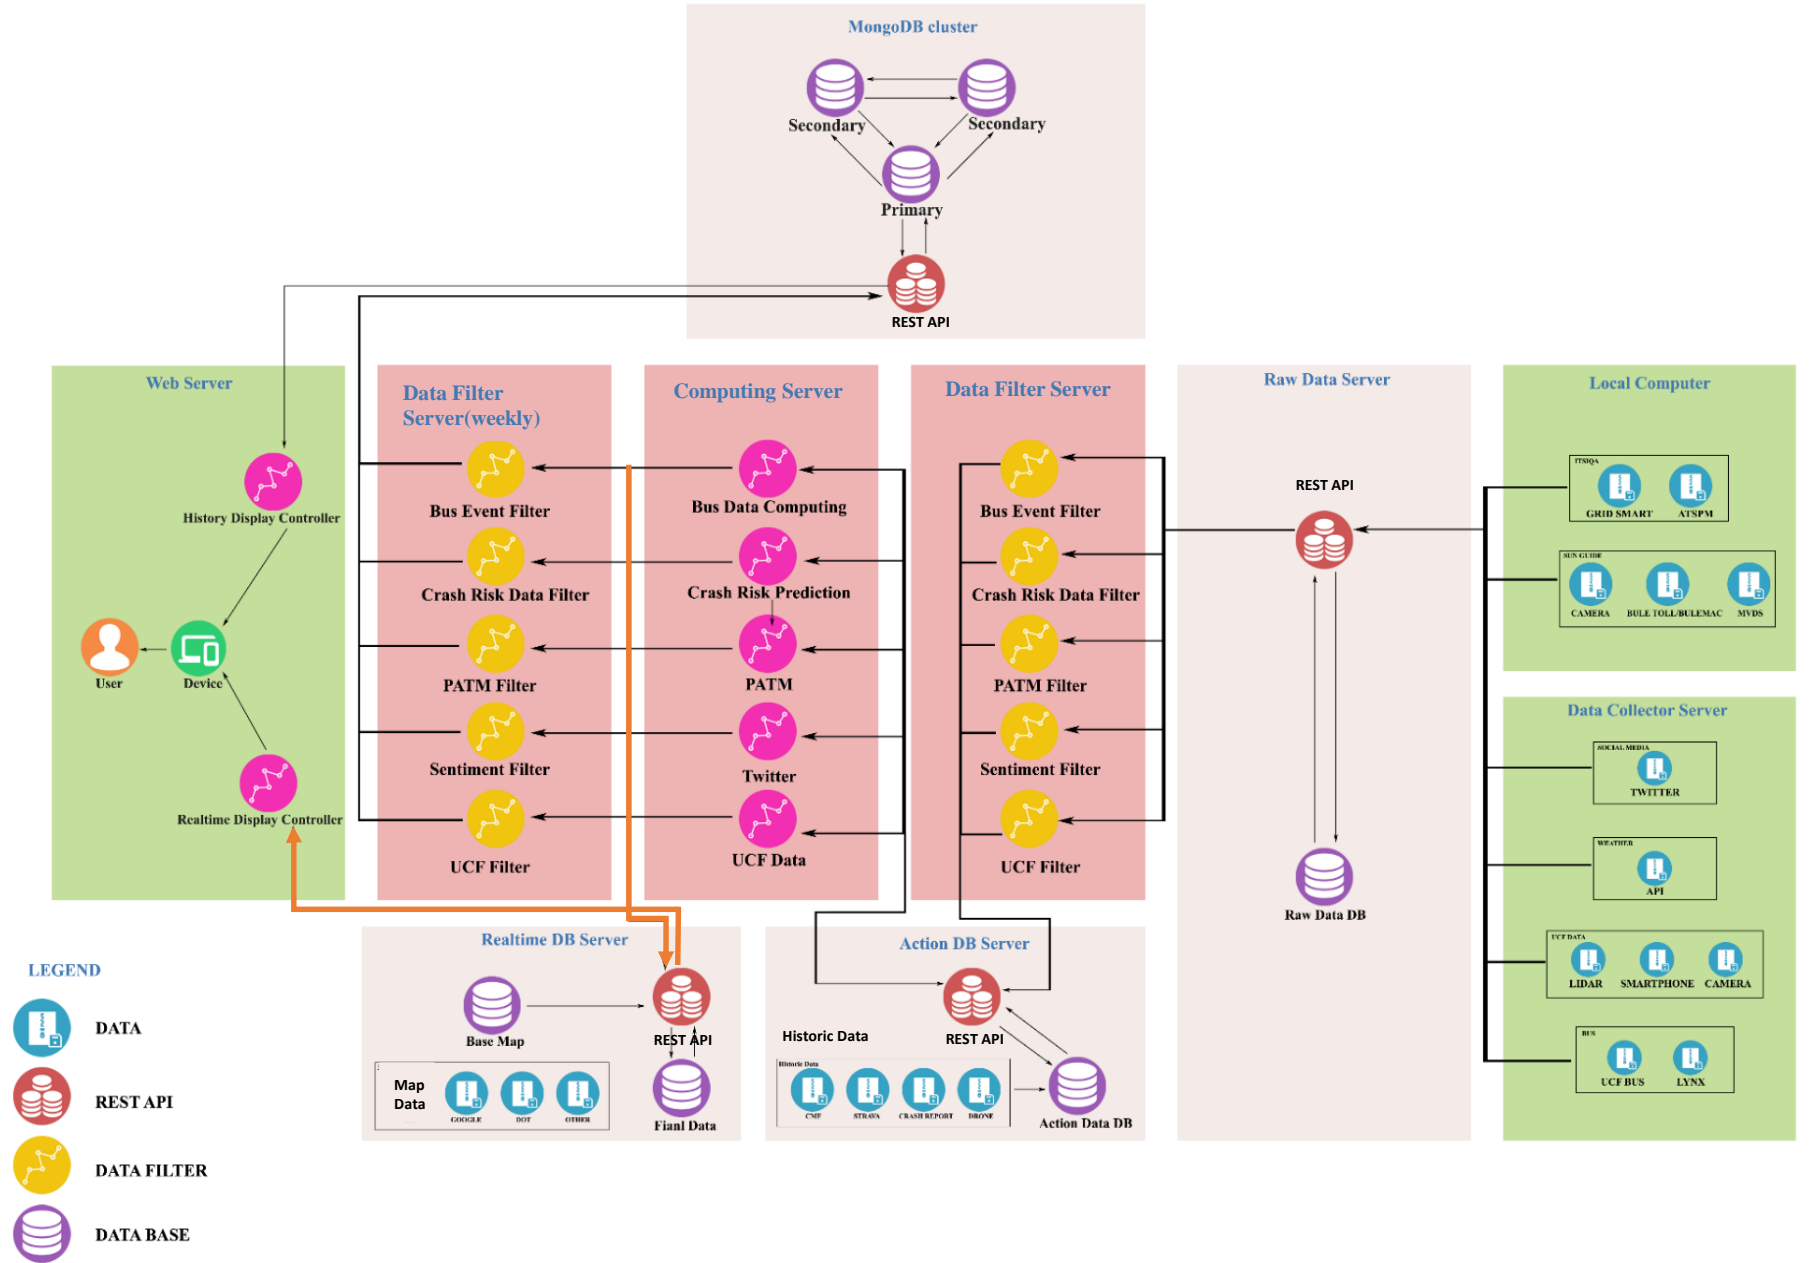 MongoDB cluster
Secondary
Secondary
Primary
REST API
Web Server
History Display Controller
User
Device
Realtime Display Controller
Data Filter
Server(weekly)
Bus Event Filter
Crash Risk Data Filter
PATM Filter
Sentiment Filter
UCF Filter
Computing Server
Bus Data Computing
Crash Risk Prediction
PATM
Twitter
UCF Data
Data Filter Server
Bus Event Filter
Crash Risk Data Filter
PATM Filter
Sentiment Filter
UCF Filter
Raw Data Server
REST API
Raw Data DB
Local Computer
ITSIQA
GRID SMART
ATSPM
SUN GUIDE
CAMERA
BULE TOLL/BULEMAC
MVDS
Data Collector Server
SOCIAL MEDIA
TWITTER
WEATHER
API
UCF DATA
LIDAR
SMARTPHONE
CAMERA
BUS
UCF BUS
LYNX
Realtime DB Server
Base Map
REST API
Map
Data
GOOGLE
DOT
OTHER
Fianl Data
Action DB Server
Historic Data
REST API
Historic Data
CMF
STRAVA
CRASH REPORT
DRONE
Action Data DB
LEGEND
DATA
REST API
DATA FILTER
DATA BASE